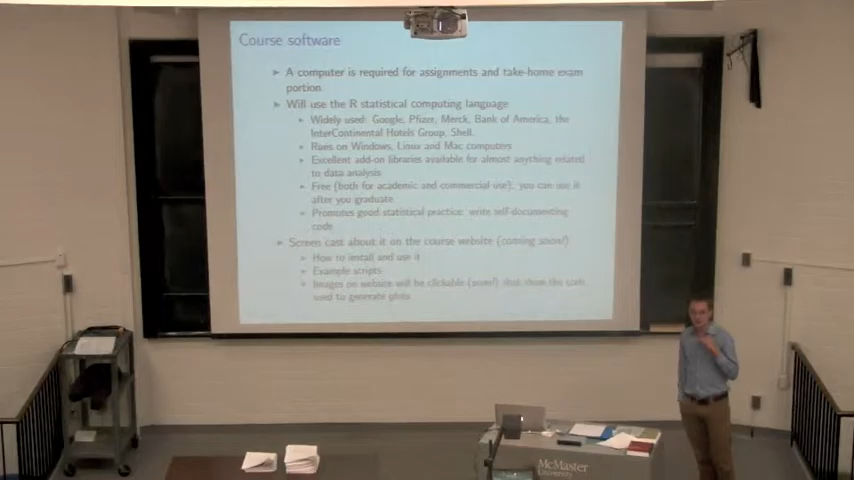 Course software
► A computer is required for assignments and take-home exam
portion
► Will use the R statistical computing language
► Widely used: Google, Pfizer, Merck, Bank of America, the
InterContinental Hotels Group, Shell.
► Runs on Windows, Linux and Mac computers
► Excellent add-on libraries available for almost anything related
to data analysis
► Free (both for academic and commercial use); you can use it
after you graduate
► Promotes good statistical practice: write self-documenting
code
► Screen cast about it on the course website (coming soon!)
► How to install and use it
► Example scripts
► Images on website will be clickable (soon!) that show the code
used to generate plots
McMaster
University